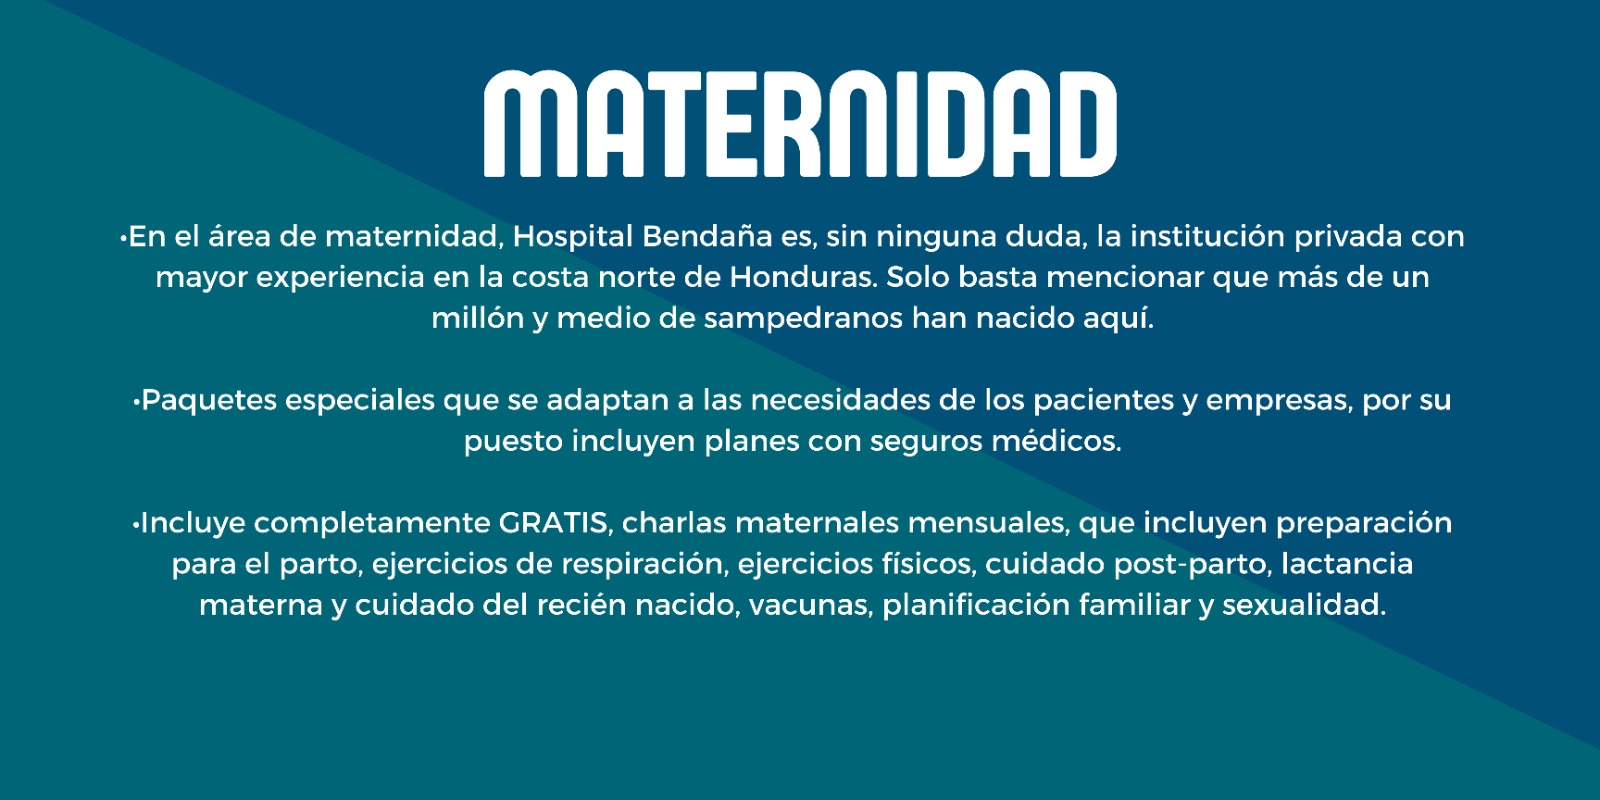 MATERNIDAD
•En el área de maternidad, Hospital Bendaña es, sin ninguna duda, la institución privada con
mayor experiencia en la costa norte de Honduras. Solo basta mencionar que más de un
millón y medio de sampedranos han nacido aquí.
•Paquetes especiales que se adaptan a las necesidades de los pacientes y empresas, por su
puesto incluyen planes con seguros médicos.
•Incluye completamente GRATIS, charlas maternales mensuales, que incluyen preparación
para el parto, ejercicios de respiración, ejercicios físicos, cuidado post-parto, lactancia
materna y cuidado del recién nacido, vacunas, planificación familiar y sexualidad.